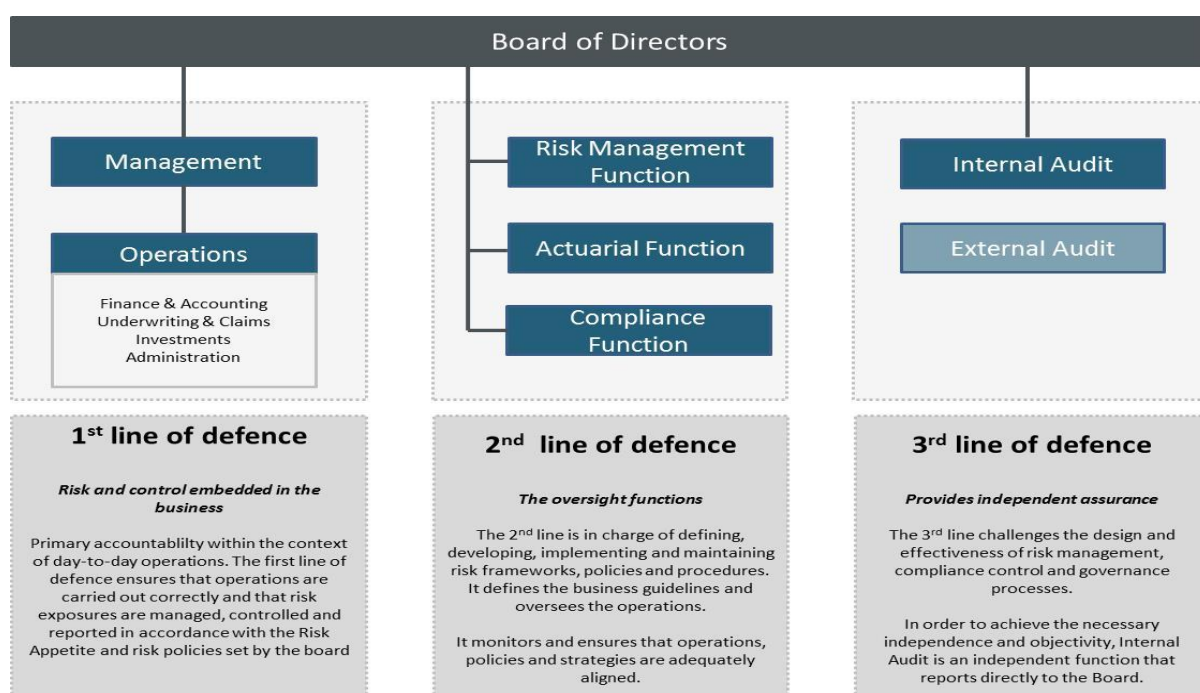 Board of Directors
Management
Operations
Finance & Accounting
Underwriting & Claims
Investments
Administration
Risk Management
Function
Actuarial Function
Compliance
Function
Internal Audit
External Audit
1st line of defence
Risk and control embedded in the
business
Primary accountablilty within the context
of day-to-day operations. The first line of
defence ensures that operations are
carried out correctly and that risk
exposures are managed, controlled and
reported in accordance with the Risk
Appetite and risk policies set by the board
2nd line of defence
The oversight functions
The 2nd line is in charge of defining,
developing, implementing and maintaining
risk frameworks, policies and procedures.
It defines the business guidelines and
oversees the operations.
It monitors and ensures that operations,
policies and strategies are adequately
aligned.
3rd line of defence
Provides independent assurance
The 3rd line challenges the design and
effectiveness of risk management,
compliance control and governance
processes.
In order to achieve the necessary
independence and objectivity, Internal
Audit is an independent function that
reports directly to the Board.